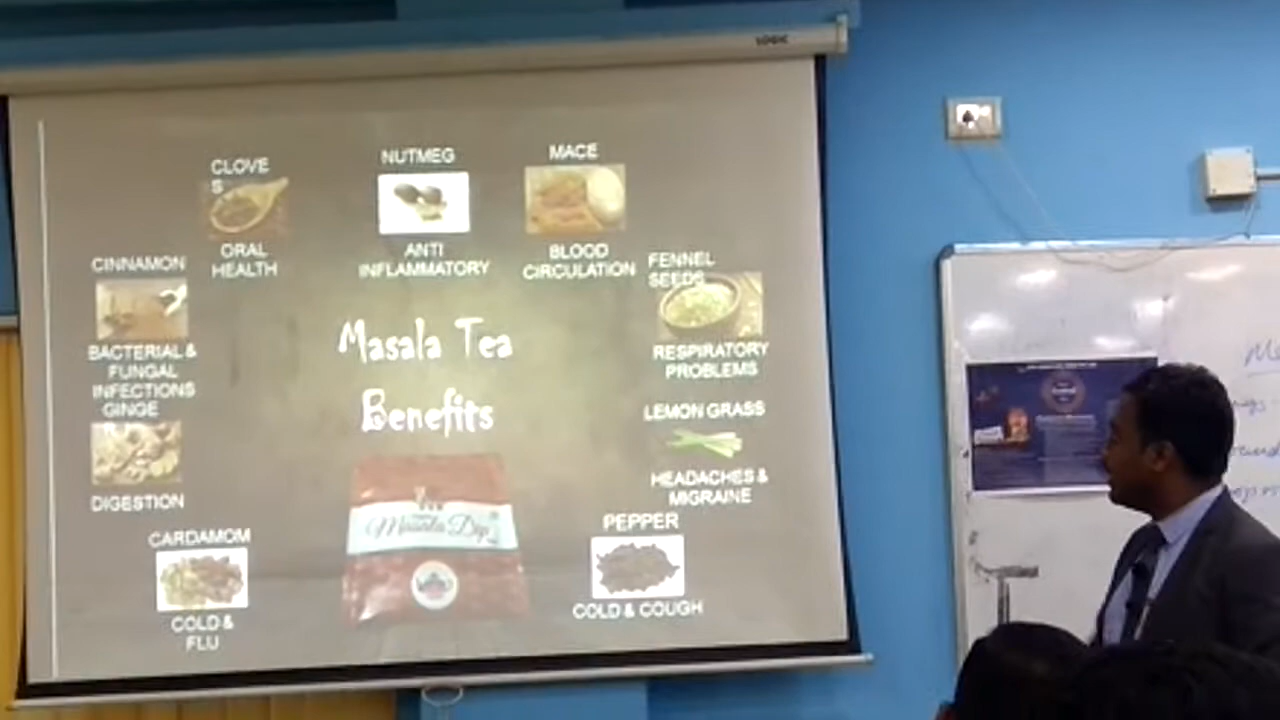 CLOVE
S
NUTMEG
MACE
ORAL
HEALTH
ANTI
INFLAMMATORY
BLOOD
CIRCULATION
CINNAMON
FENNEL
SEEDS
BACTERIAL &
FUNGAL
INFECTIONS
RESPIRATORY
PROBLEMS
Masala Tea
Benefits
GINGE
R
LEMON GRASS
DIGESTION
HEADACHES &
MIGRAINE
Masala Dip
CARDAMOM
PEPPER
COLD &
FLU
COLD & COUGH